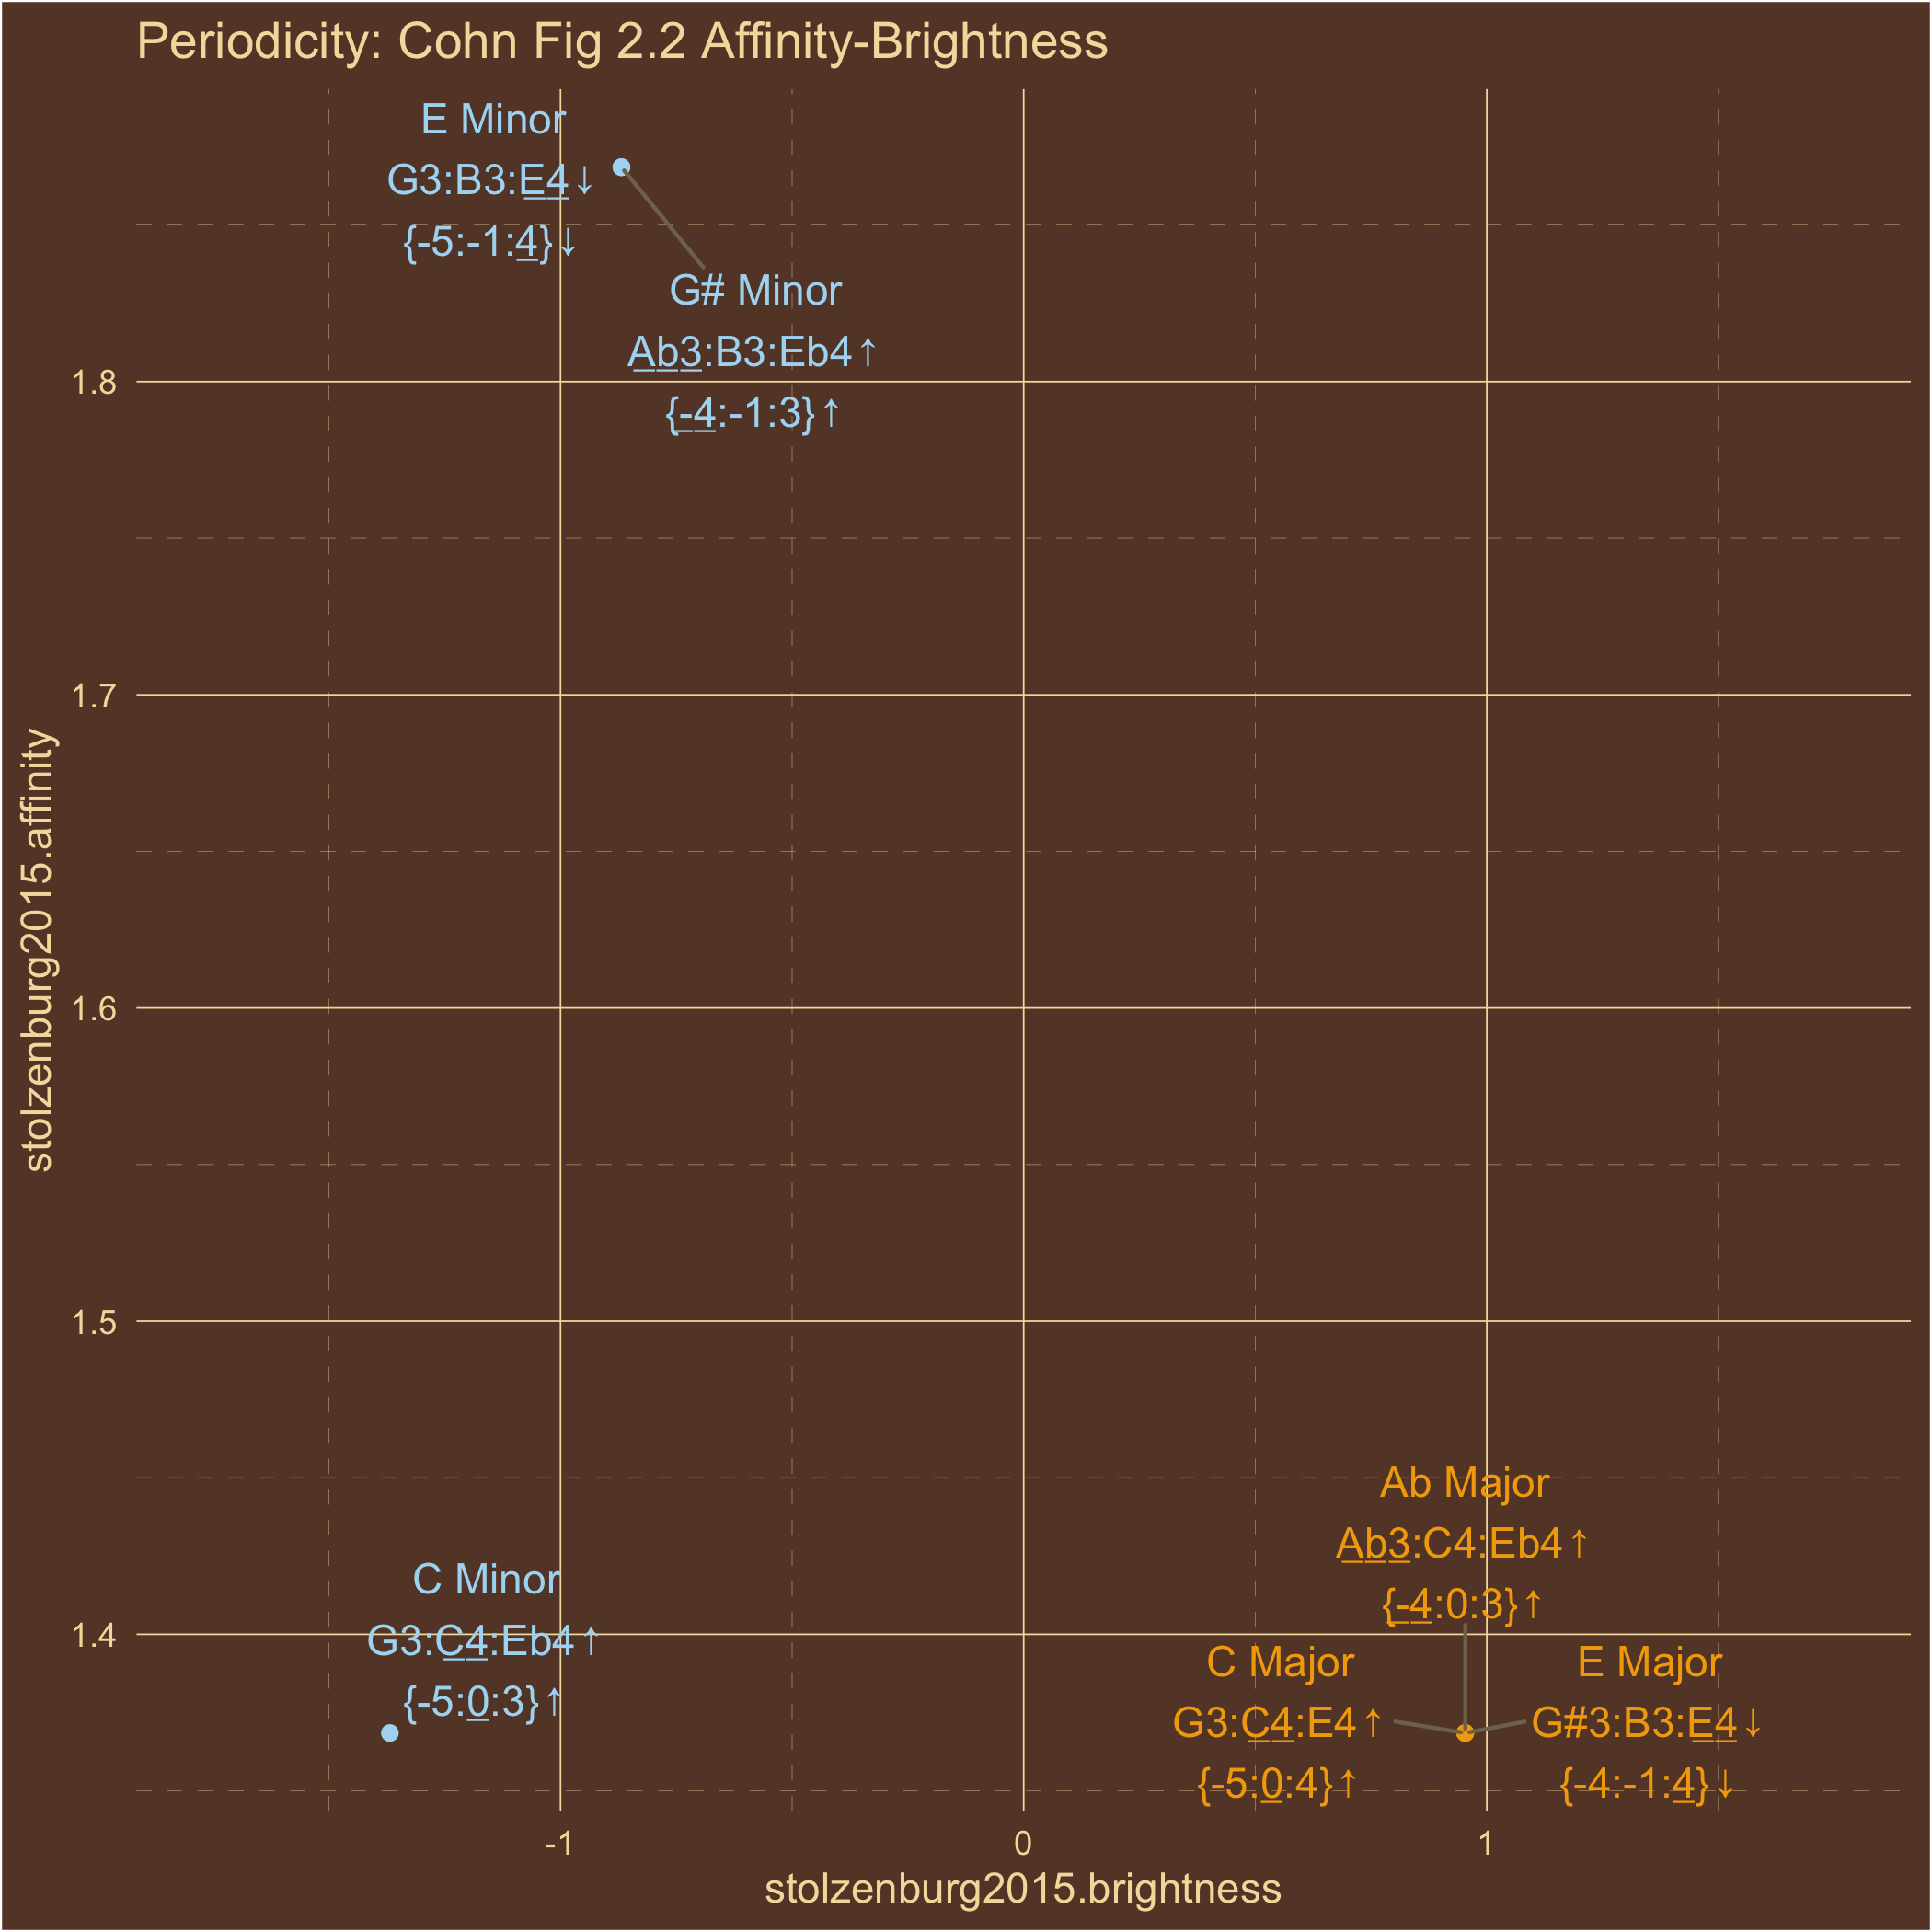 Periodicity: Cohn Fig 2.2 Affinity-Brightness
E Minor
G3:B3:E4↓
{-5:-1:4}↓
G# Minor
Ab3:B3:Eb4↑
{-4:-1:3}↑
1.8
1.7
1.6
1.5
1.4
stolzenburg2015.affinity
C Minor
G3:C4:Eb4↑
{-5:0:3}↑
Ab Major
Ab3:C4:Eb4↑
{-4:0:3}↑
C Major
G3:C4:E4↑
{-5:0:4}↑
E Major
G#3:B3:E4↓
{-4:-1:4}↓
-1
0
1
stolzenburg2015.brightness